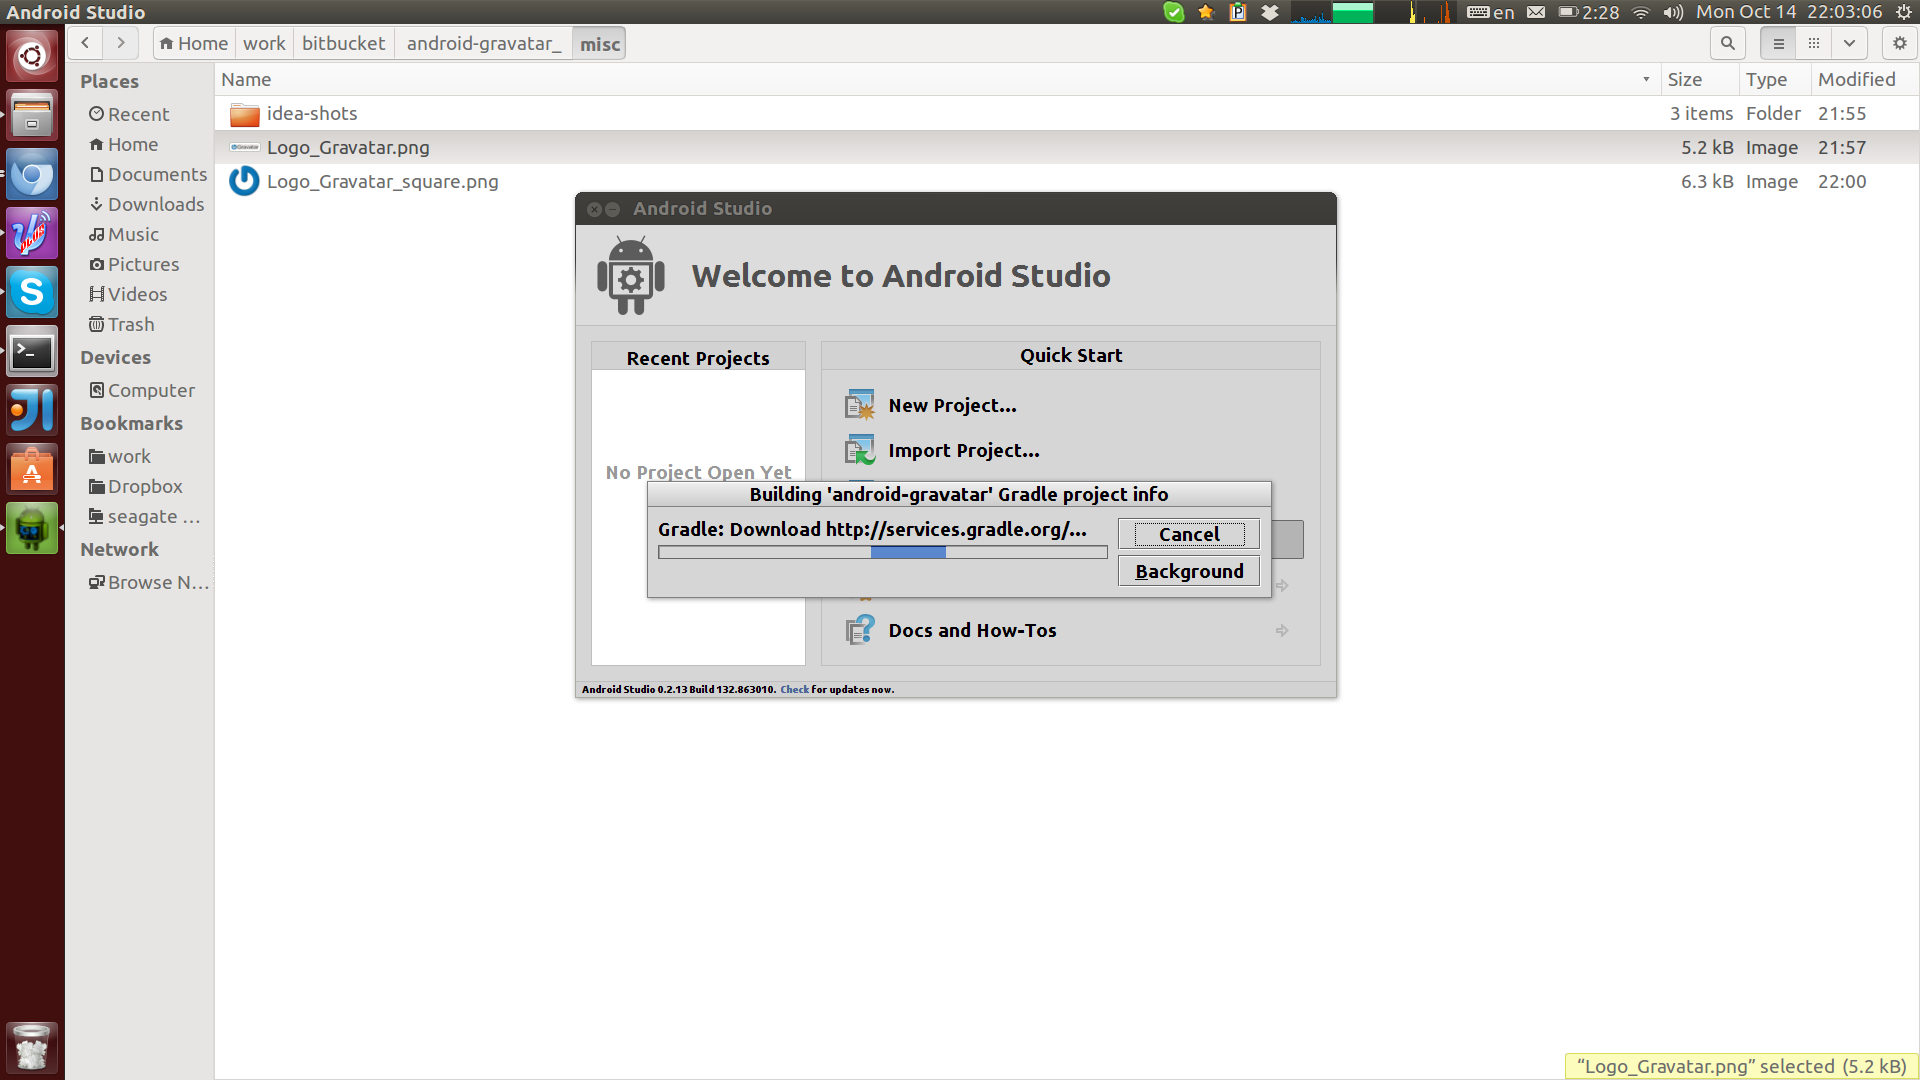 Android Studio
en
2:28
Mon Oct 14 22:03:06
Home
work
bitbucket
android-gravatar_
misc
Places
Recent
Home
Documents
Downloads
Music
Pictures
Videos
Trash
Devices
Computer
Bookmarks
work
Dropbox
seagate ...
Network
Browse N...
Name Size Type Modified
idea-shots 3 items Folder 21:55
Logo_Gravatar.png 5.2 kB Image 21:57
Logo_Gravatar_square.png 6.3 kB Image 22:00
Android Studio
Welcome to Android Studio
Recent Projects
No Project Open Yet
Quick Start
New Project...
Import Project...
Building 'android-gravatar' Gradle project info
Gradle: Download http://services.gradle.org/...
Cancel
Background
Docs and How-Tos
Android Studio 0.2.13 Build 132.863010. Check for updates now.
“Logo_Gravatar.png” selected (5.2 kB)